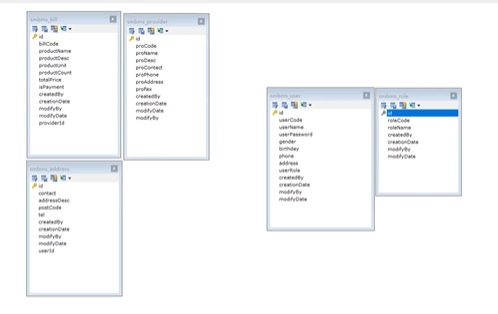 smbms_bill
id
billCode
productName
productDesc
productUnit
productCount
totalPrice
isPayment
createdBy
creationDate
modifyBy
modifyDate
providerId
smbms_provider
id
proCode
proName
proDesc
proContact
proPhone
proAddress
proFax
createdBy
creationDate
modifyDate
modifyBy
smbms_address
id
contact
addressDesc
postCode
tel
createdBy
creationDate
modifyBy
modifyDate
userId
smbms_user
id
userCode
userName
userPassword
gender
birthday
phone
address
userRole
createdBy
creationDate
modifyBy
modifyDate
smbms_role
id
roleCode
roleName
createdBy
creationDate
modifyBy
modifyDate